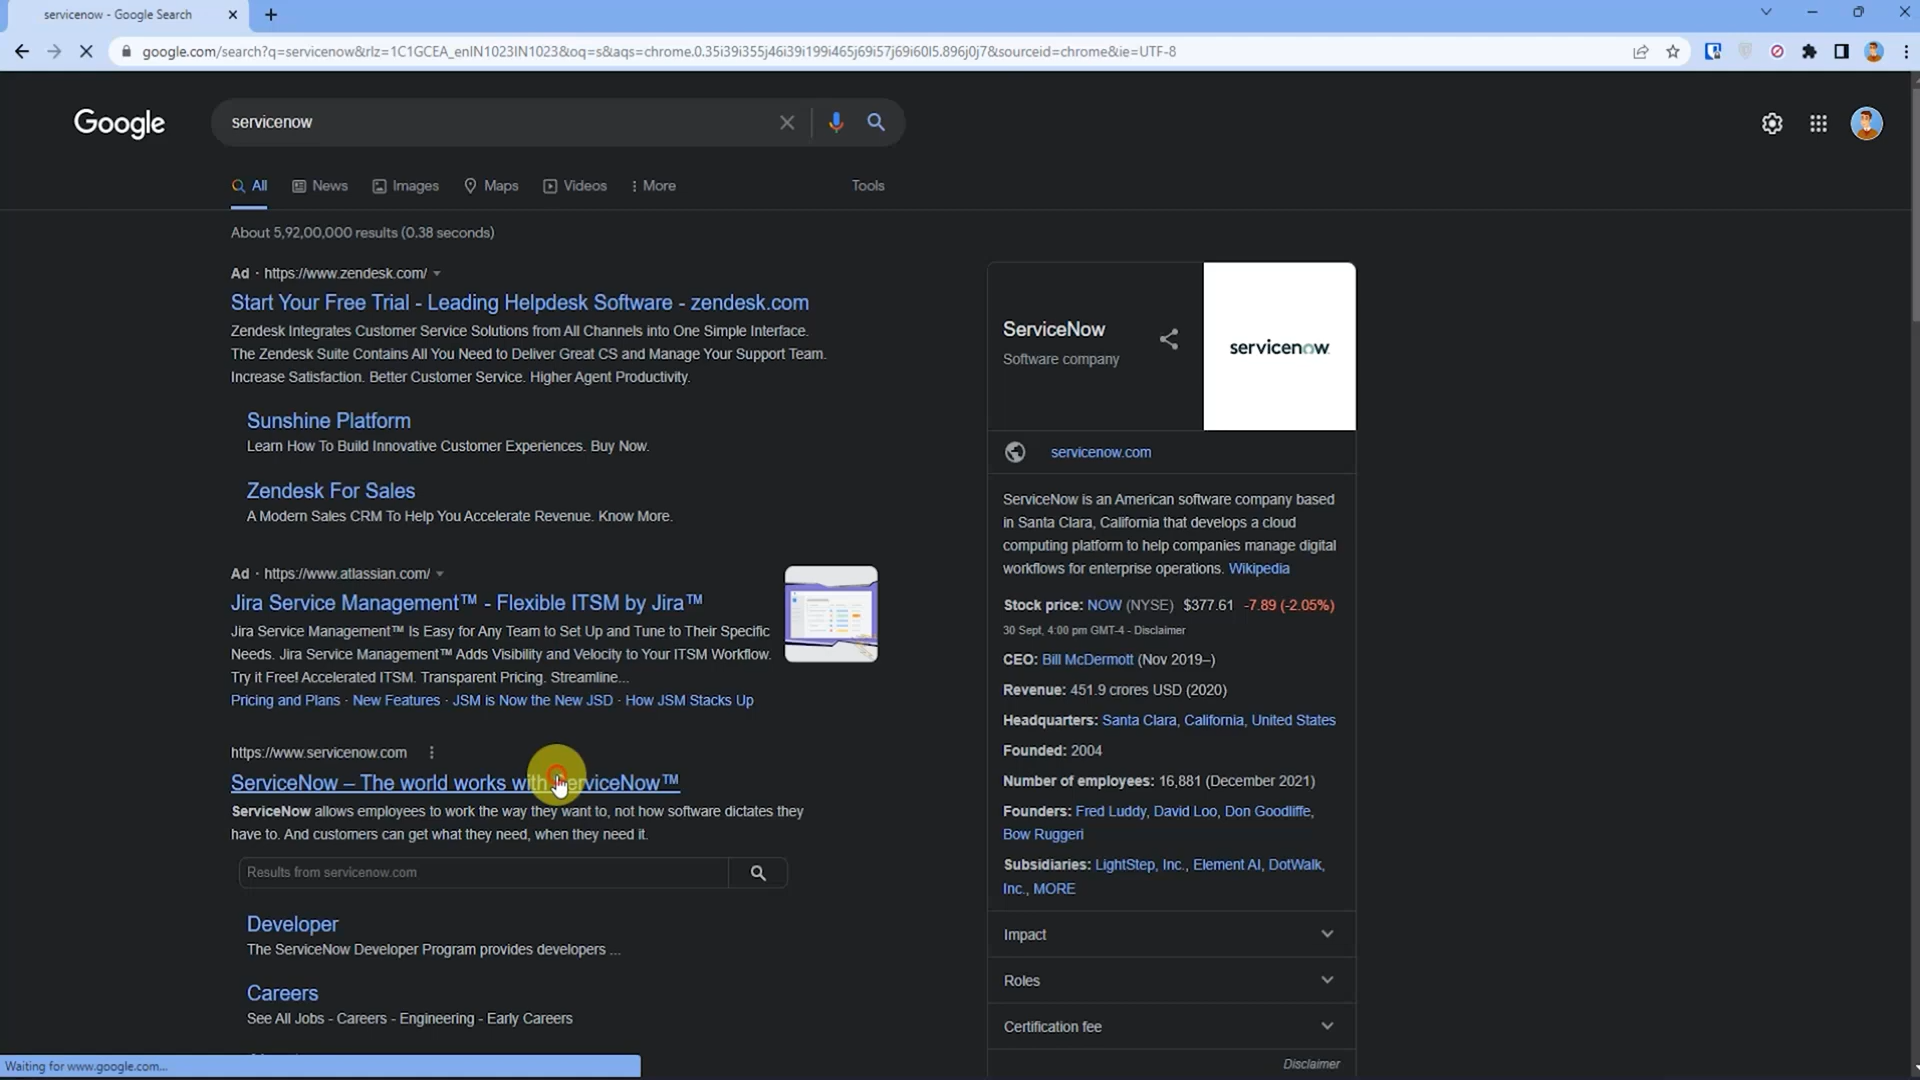 servicenow - Google Search
google.com/search?q=servicenow&rlz=1C1GCEA_enIN1023IN1023&oq=s&aqs=chrome.0.35i39i355j46i39i199i465j69i57j69i60l5.896j0j7&sourceid=chrome&ie=UTF-8
Google
servicenow
All
News
Images
Maps
Videos
More
Tools
About 5,92,00,000 results (0.38 seconds)
Ad · https://www.zendesk.com/
Start Your Free Trial - Leading Helpdesk Software - zendesk.com
Zendesk Integrates Customer Service Solutions from All Channels into One Simple Interface.
The Zendesk Suite Contains All You Need to Deliver Great CS and Manage Your Support Team.
Increase Satisfaction. Better Customer Service. Higher Agent Productivity.
Sunshine Platform
Learn How To Build Innovative Customer Experiences. Buy Now.
Zendesk For Sales
A Modern Sales CRM To Help You Accelerate Revenue. Know More.
Ad · https://www.atlassian.com/
Jira Service Management™ - Flexible ITSM by Jira™
Jira Service Management™ Is Easy for Any Team to Set Up and Tune to Their Specific
Needs. Jira Service Management™ Adds Visibility and Velocity to Your ITSM Workflow.
Try it Free! Accelerated ITSM. Transparent Pricing. Streamline...
Pricing and Plans · New Features · JSM is Now the New JSD · How JSM Stacks Up
https://www.servicenow.com
ServiceNow – The world works with ServiceNow™
ServiceNow allows employees to work the way they want to, not how software dictates they
have to. And customers can get what they need, when they need it.
Results from servicenow.com
Developer
The ServiceNow Developer Program provides developers ...
Careers
See All Jobs - Careers - Engineering - Early Careers
Waiting for www.google.com...
ServiceNow
Software company
servicenow
servicenow.com
ServiceNow is an American software company based
in Santa Clara, California that develops a cloud
computing platform to help companies manage digital
workflows for enterprise operations. Wikipedia
Stock price: NOW (NYSE) $377.61 -7.89 (-2.05%)
30 Sept, 4:00 pm GMT-4 - Disclaimer
CEO: Bill McDermott (Nov 2019–)
Revenue: 451.9 crores USD (2020)
Headquarters: Santa Clara, California, United States
Founded: 2004
Number of employees: 16,881 (December 2021)
Founders: Fred Luddy, David Loo, Don Goodliffe,
Bow Ruggeri
Subsidiaries: LightStep, Inc., Element AI, DotWalk,
Inc., MORE
Impact
Roles
Certification fee
Disclaimer